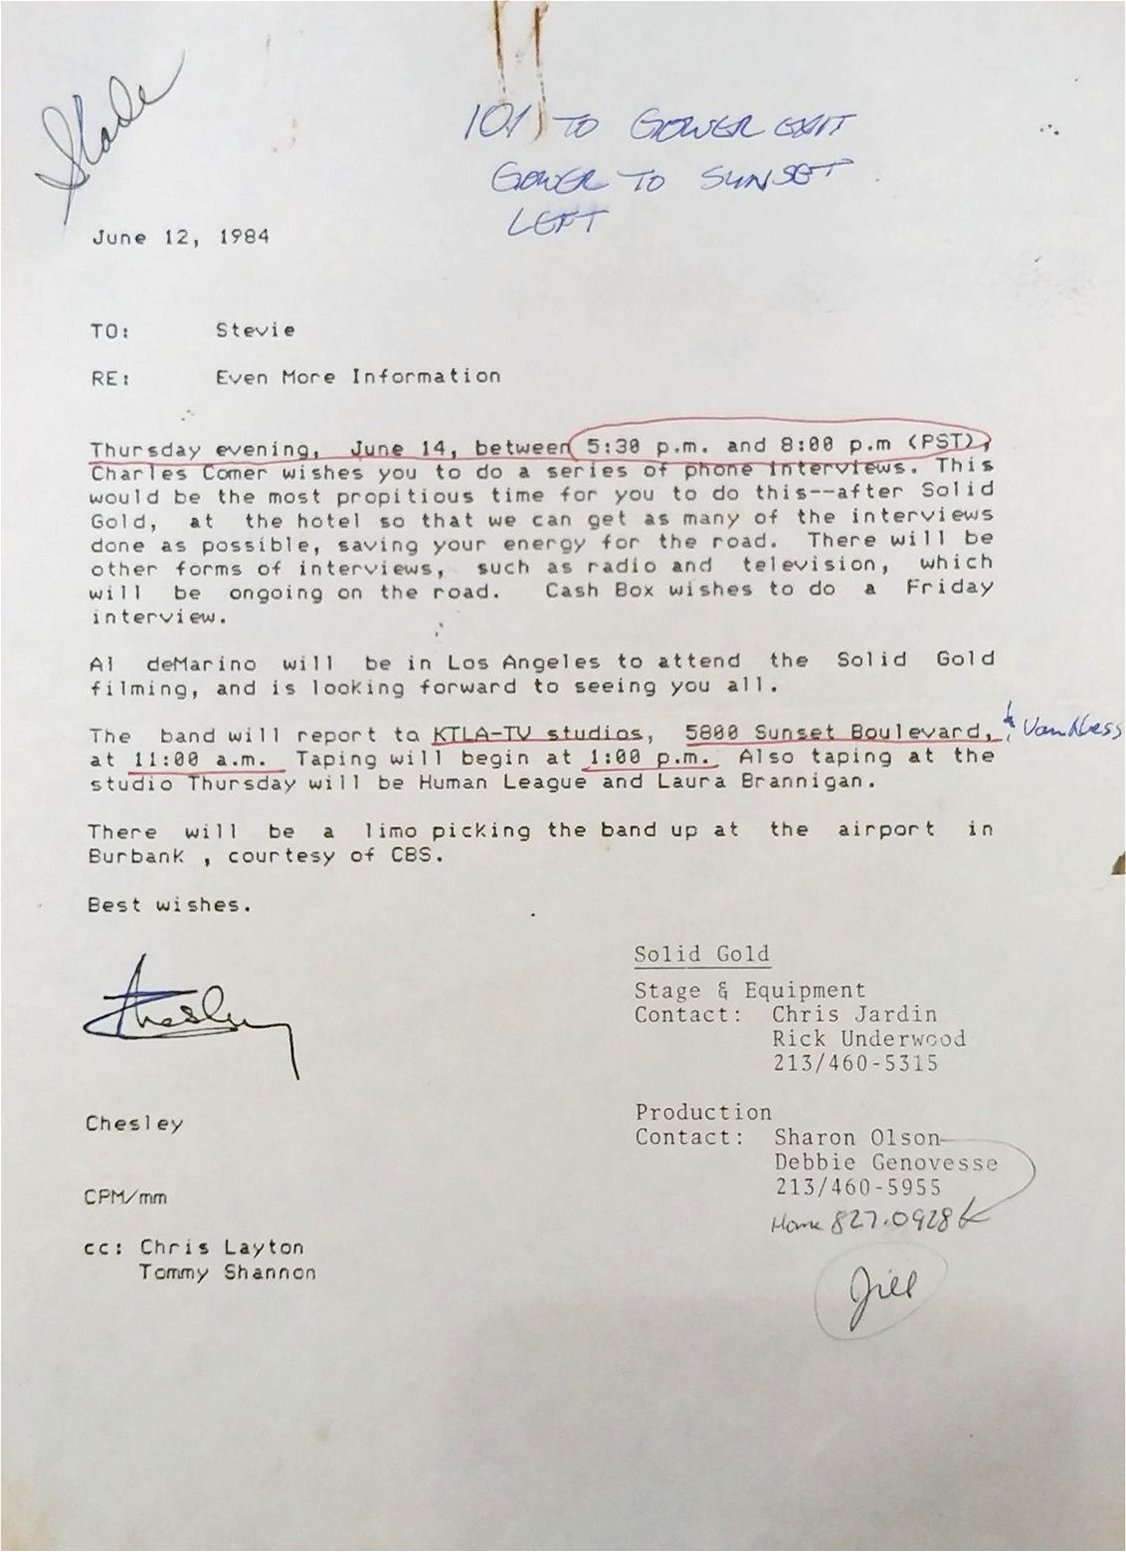 Slade
101 TO GOWER EXIT
GOWER TO SUNSET
LEFT
June 12, 1984
TO: Stevie
RE: Even More Information
Thursday evening, June 14, between 5:30 p.m. and 8:00 p.m (PST),
Charles Comer wishes you to do a series of phone interviews. This
would be the most propitious time for you to do this--after Solid
Gold, at the hotel so that we can get as many of the interviews
done as possible, saving your energy for the road. There will be
other forms of interviews, such as radio and television, which
will be ongoing on the road. Cash Box wishes to do a Friday
interview.
Al deMarino will be in Los Angeles to attend the Solid Gold
filming, and is looking forward to seeing you all.
The band will report to KTLA-TV studios, 5800 Sunset Boulevard, & Van Ness
at 11:00 a.m. Taping will begin at 1:00 p.m. Also taping at the
studio Thursday will be Human League and Laura Brannigan.
There will be a limo picking the band up at the airport in
Burbank , courtesy of CBS.
Best wishes.
Chesley
Chesley
CPM/mm
cc: Chris Layton
Tommy Shannon
Solid Gold
Stage & Equipment
Contact: Chris Jardin
Rick Underwood
213/460-5315
Production
Contact: Sharon Olson
Debbie Genovesse
213/460-5955
Home 827.0928
Jill